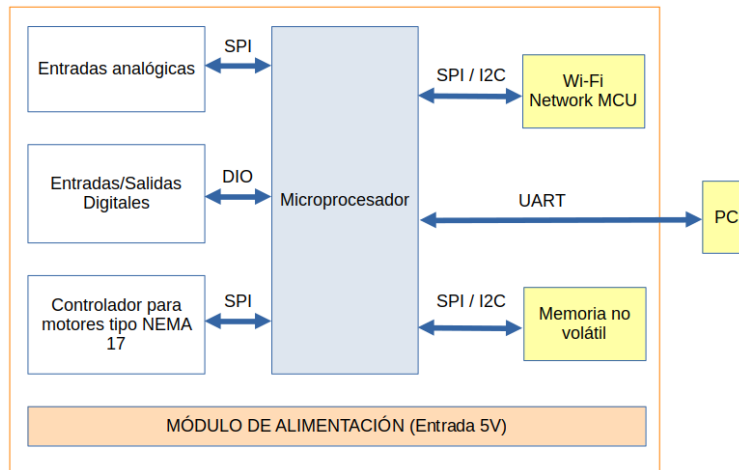 Entradas analógicas
SPI
Entradas/Salidas
Digitales
DIO
Controlador para
motores tipo NEMA
17
SPI
Microprocesador
SPI / I2C
Wi-Fi
Network MCU
UART
PC
SPI / I2C
Memoria no
volátil
MÓDULO DE ALIMENTACIÓN (Entrada 5V)